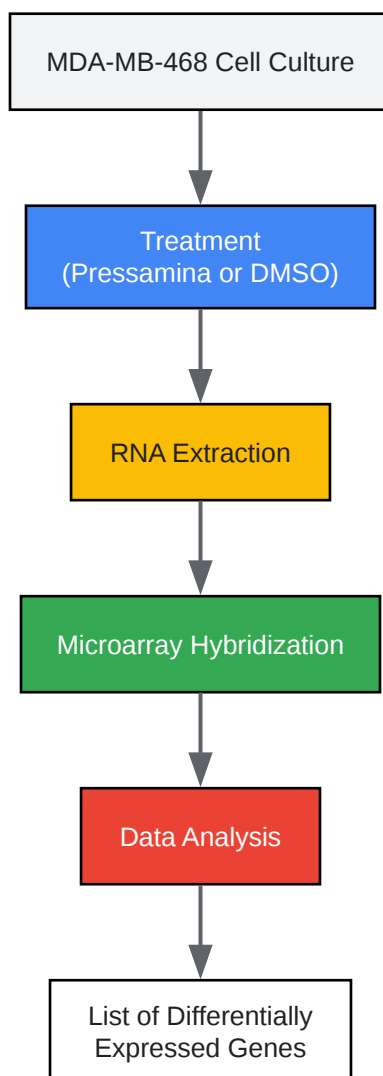 MDA-MB-468 Cell Culture
Treatment
(Pressamina or DMSO)
RNA Extraction
Microarray Hybridization
Data Analysis
List of Differentially
Expressed Genes